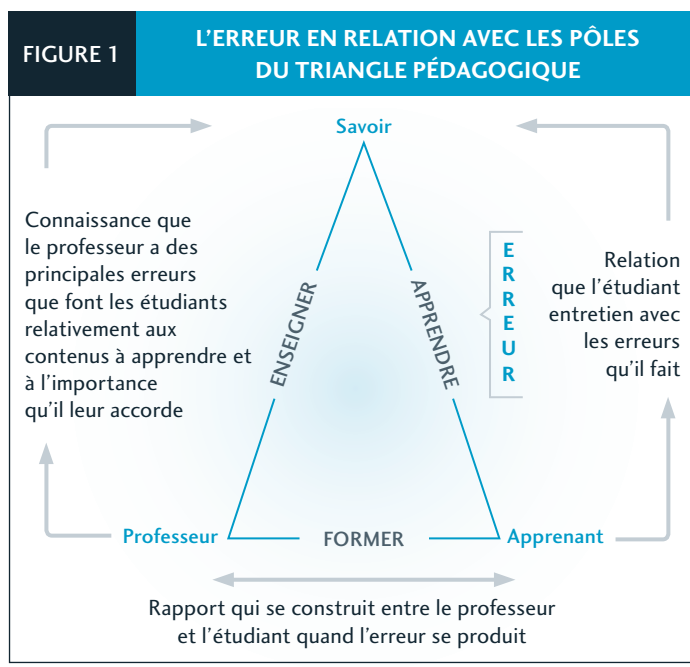 FIGURE 1
L'ERREUR EN RELATION AVEC LES PÔLES
DU TRIANGLE PÉDAGOGIQUE
Savoir
Connaissance que
le professeur a des
principales erreurs
que font les étudiants
relativement aux
contenus à apprendre et
à l'importance
qu'il leur accorde
ENSEIGNER
APPRENDRE
E
R
R
E
U
R
Relation
que l'étudiant
entretien avec
les erreurs
qu'il fait
Professeur
FORMER
Apprenant
Rapport qui se construit entre le professeur
et l'étudiant quand l'erreur se produit